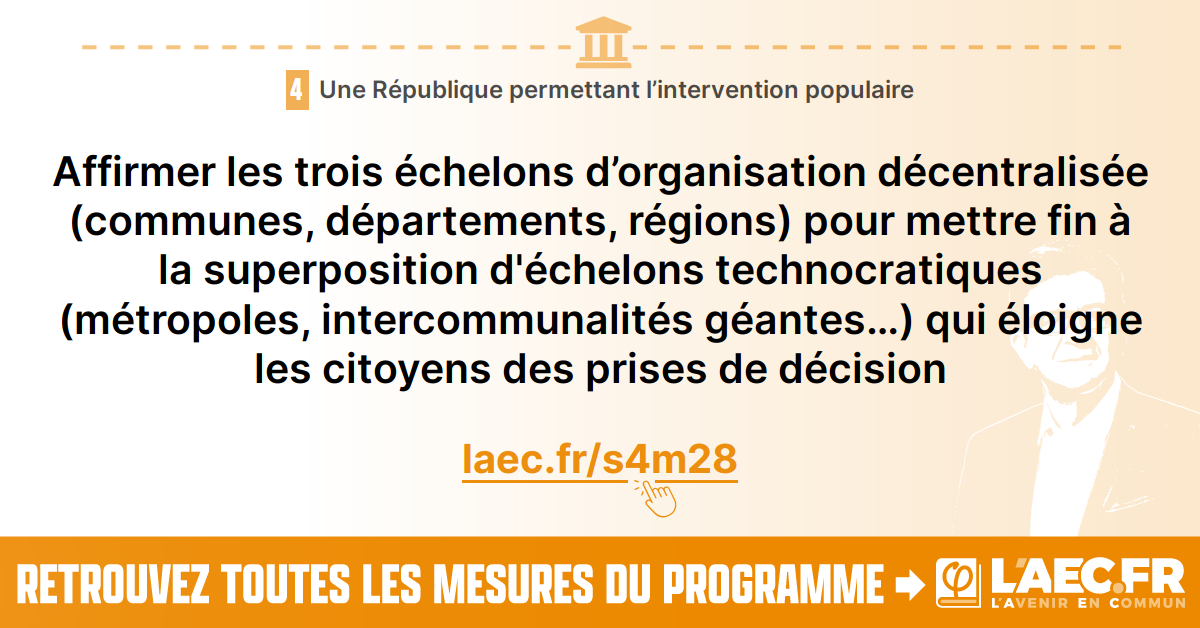 4 Une République permettant l’intervention populaire
Affirmer les trois échelons d’organisation décentralisée
(communes, départements, régions) pour mettre fin à
la superposition d'échelons technocratiques
(métropoles, intercommunalités géantes…) qui éloigne
les citoyens des prises de décision
laec.fr/s4m28
RETROUVEZ TOUTES LES MESURES DU PROGRAMME
φ L'AEC.FR
L'AVENIR EN COMMUN